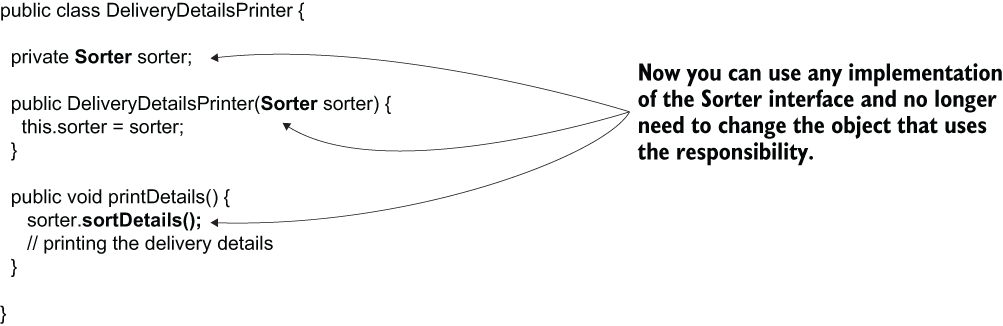 public class DeliveryDetailsPrinter {
private Sorter sorter;
public DeliveryDetailsPrinter(Sorter sorter) {
this.sorter = sorter;
}
public void printDetails() {
sorter.sortDetails();
// printing the delivery details
}
}
Now you can use any implementation
of the Sorter interface and no longer
need to change the object that uses
the responsibility.